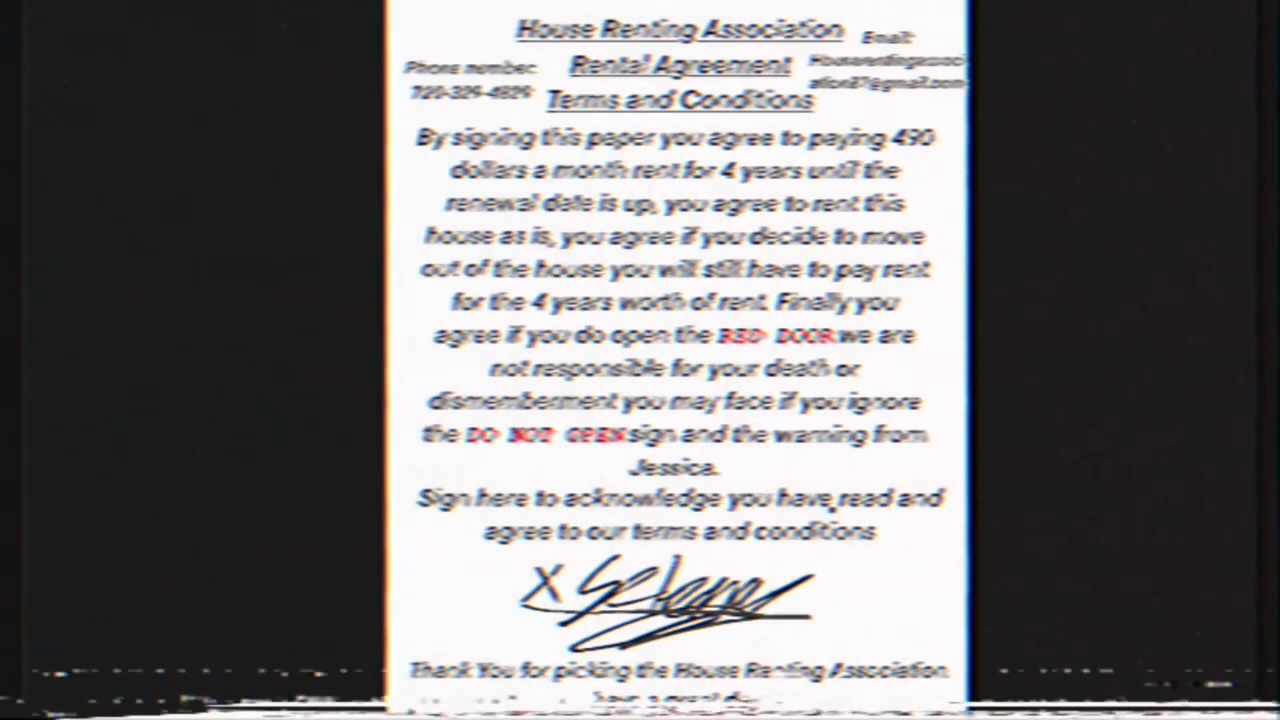 House Renting Association
Email:
Phone number:
Rental Agreement
Terms and Conditions
By signing this paper you agree to paying 490
dollars a month rent for 4 years until the
renewal date is up, you agree to rent this
house as is, you agree if you decide to move
out of the house you will still have to pay rent
for the 4 years worth of rent. Finally you
agree if you do open the RED DOOR we are
not responsible for your death or
dismemberment you may face if you ignore
the DO NOT OPEN sign and the warning from
Jessica.
Sign here to acknowledge you have read and
agree to our terms and conditions
X
Thank You for picking the House Renting Association
have a great day